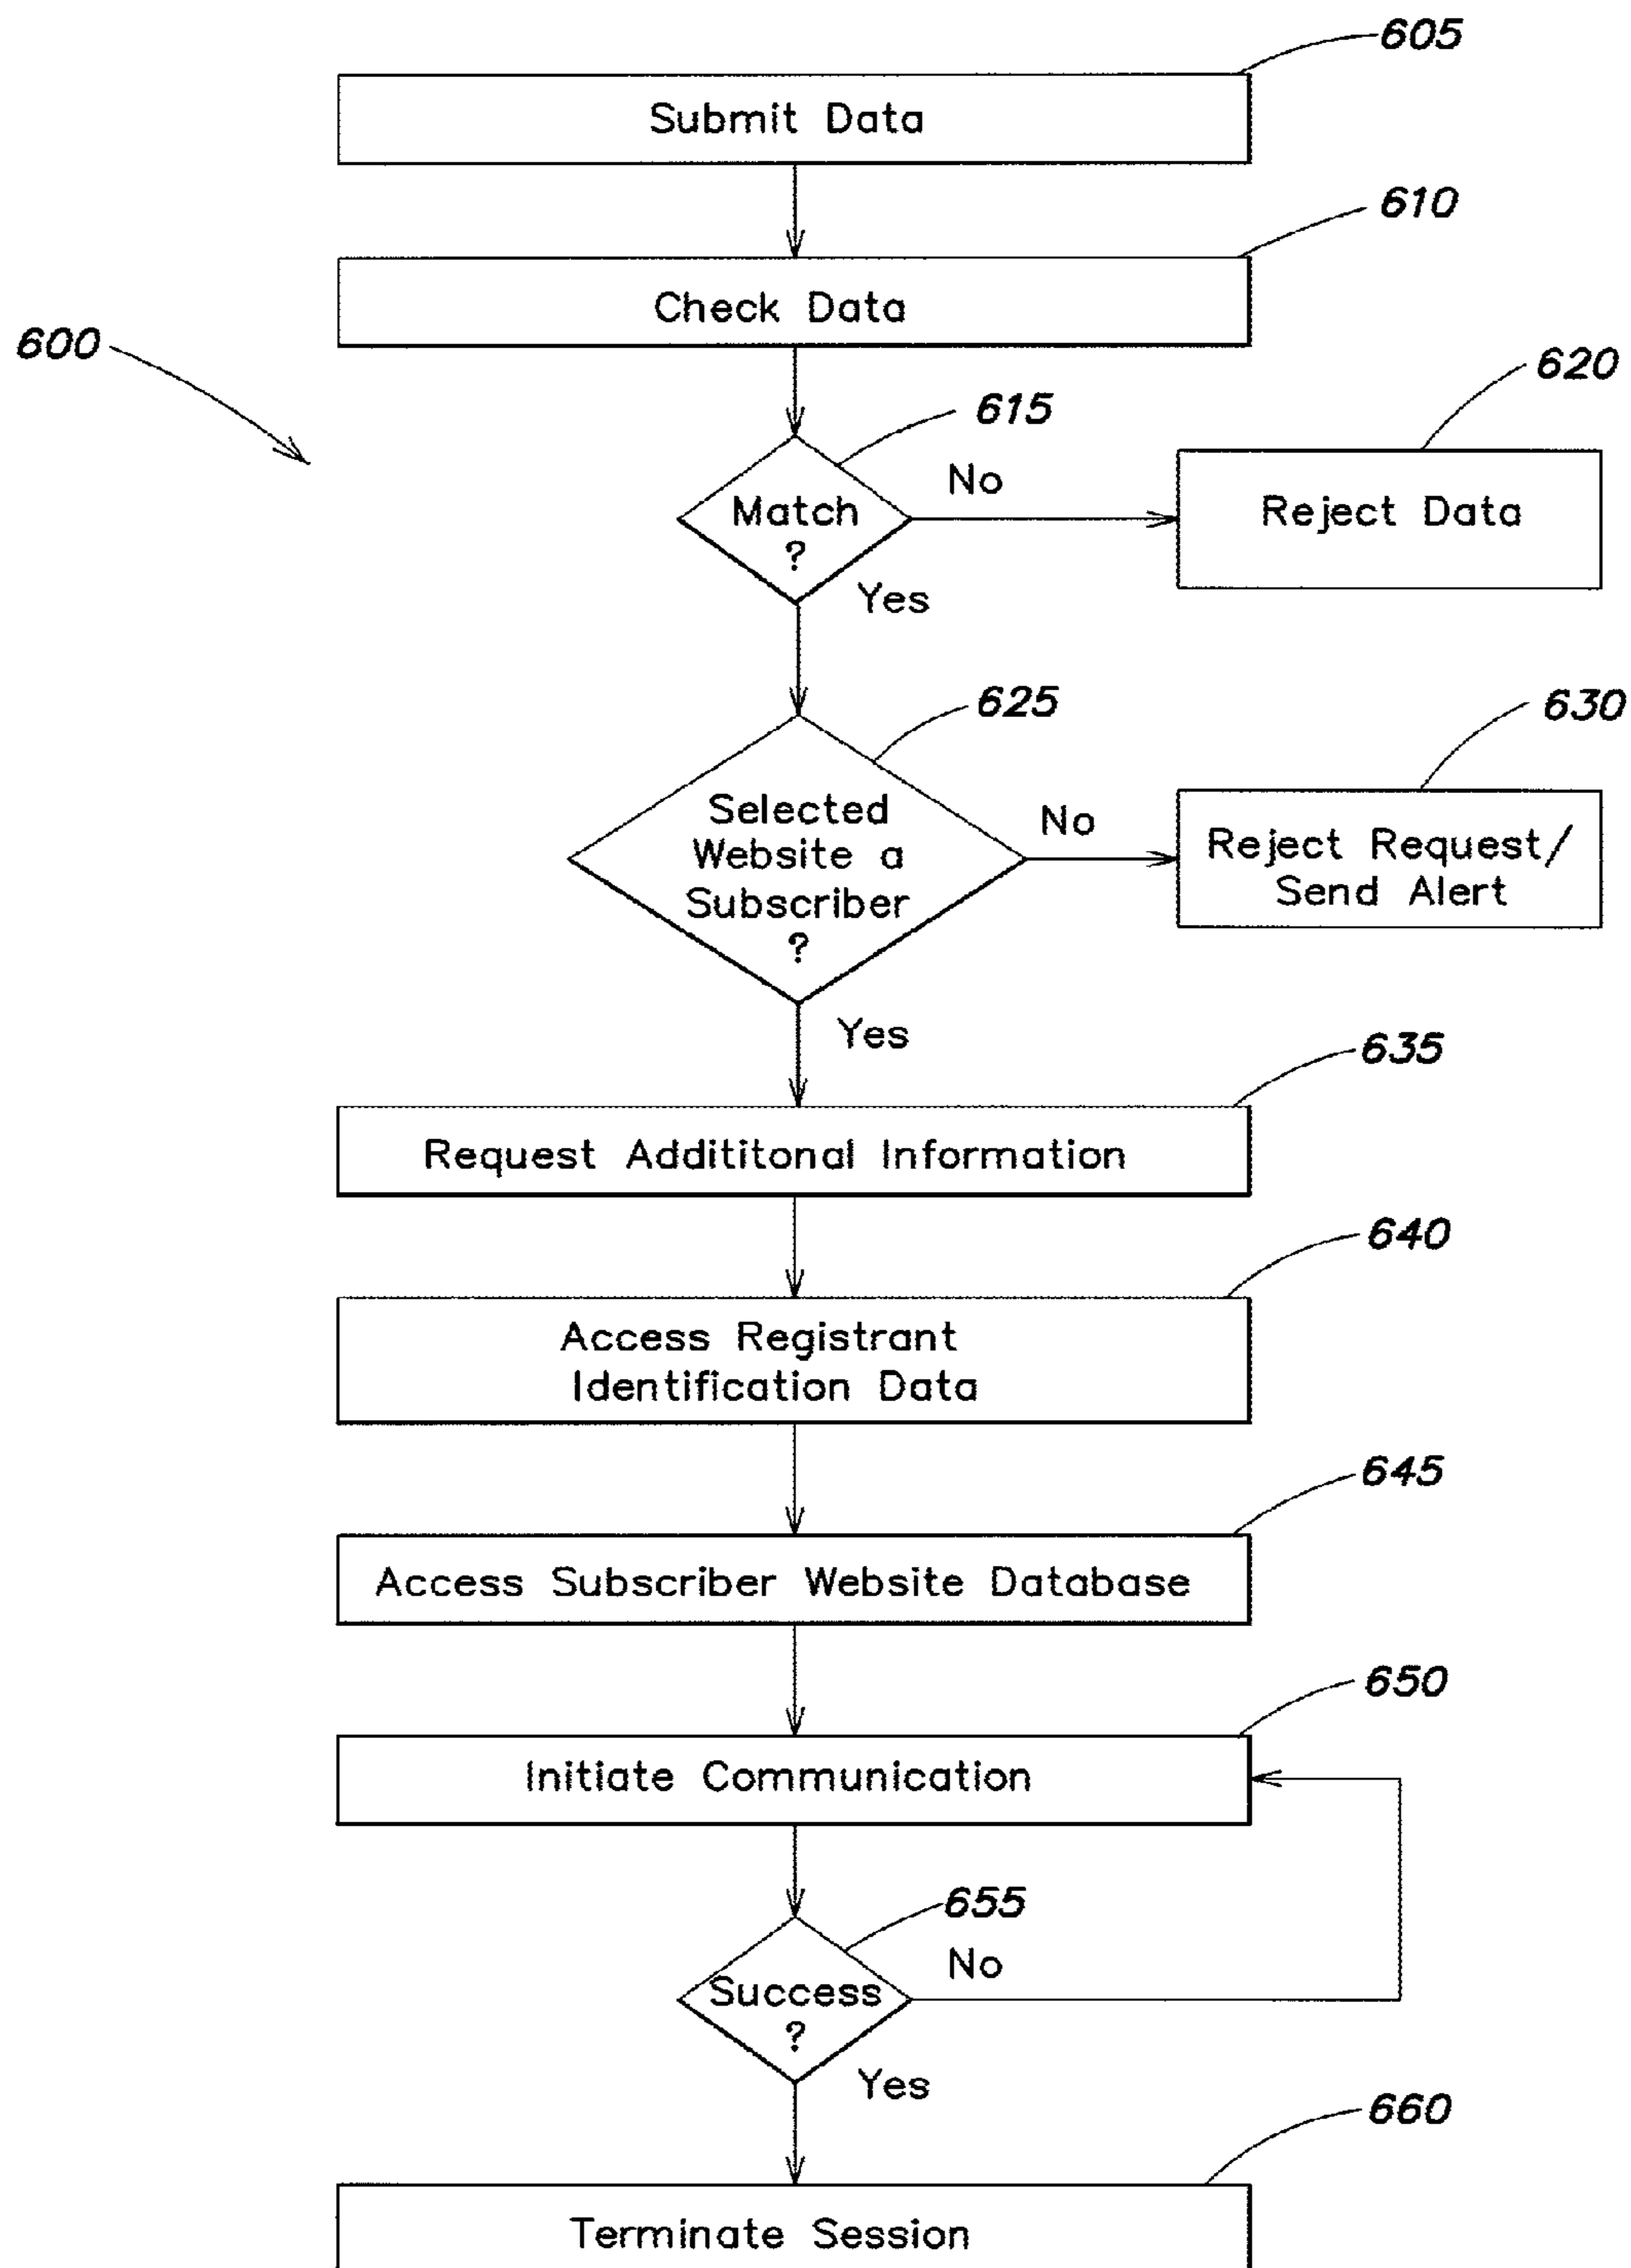 605
Submit Data
610
Check Data
600
615
620
Match
?
No
Reject Data
Yes
625
630
Selected
Website a
Subscriber
?
No
Reject Request/
Send Alert
Yes
635
Request Addititonal Information
640
Access Registrant
Identification Data
645
Access Subscriber Website Database
650
Initiate Communication
655
Success
?
No
Yes
660
Terminate Session